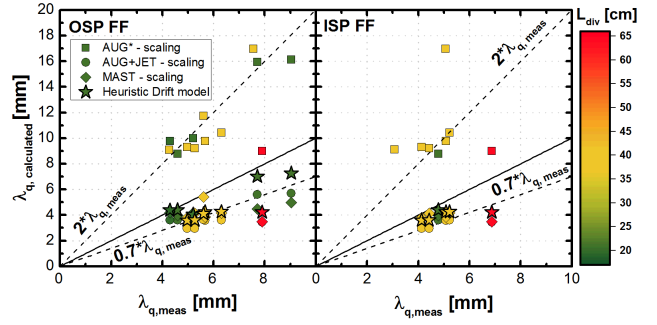 OSP FF
ISP FF
L_div [cm]
AUG* - scaling
AUG+JET - scaling
MAST - scaling
Heuristic Drift model
2*λ_q, meas
0.7*λ_q, meas
2*λ_q, meas
0.7*λ_q, meas
λ_q, calculated [mm]
20
18
16
14
12
10
8
6
4
2
0
0 2 4 6 8 0 2 4 6 8 10
λ_q,meas [mm]
λ_q,meas [mm]
65
60
55
50
45
40
35
30
25
20